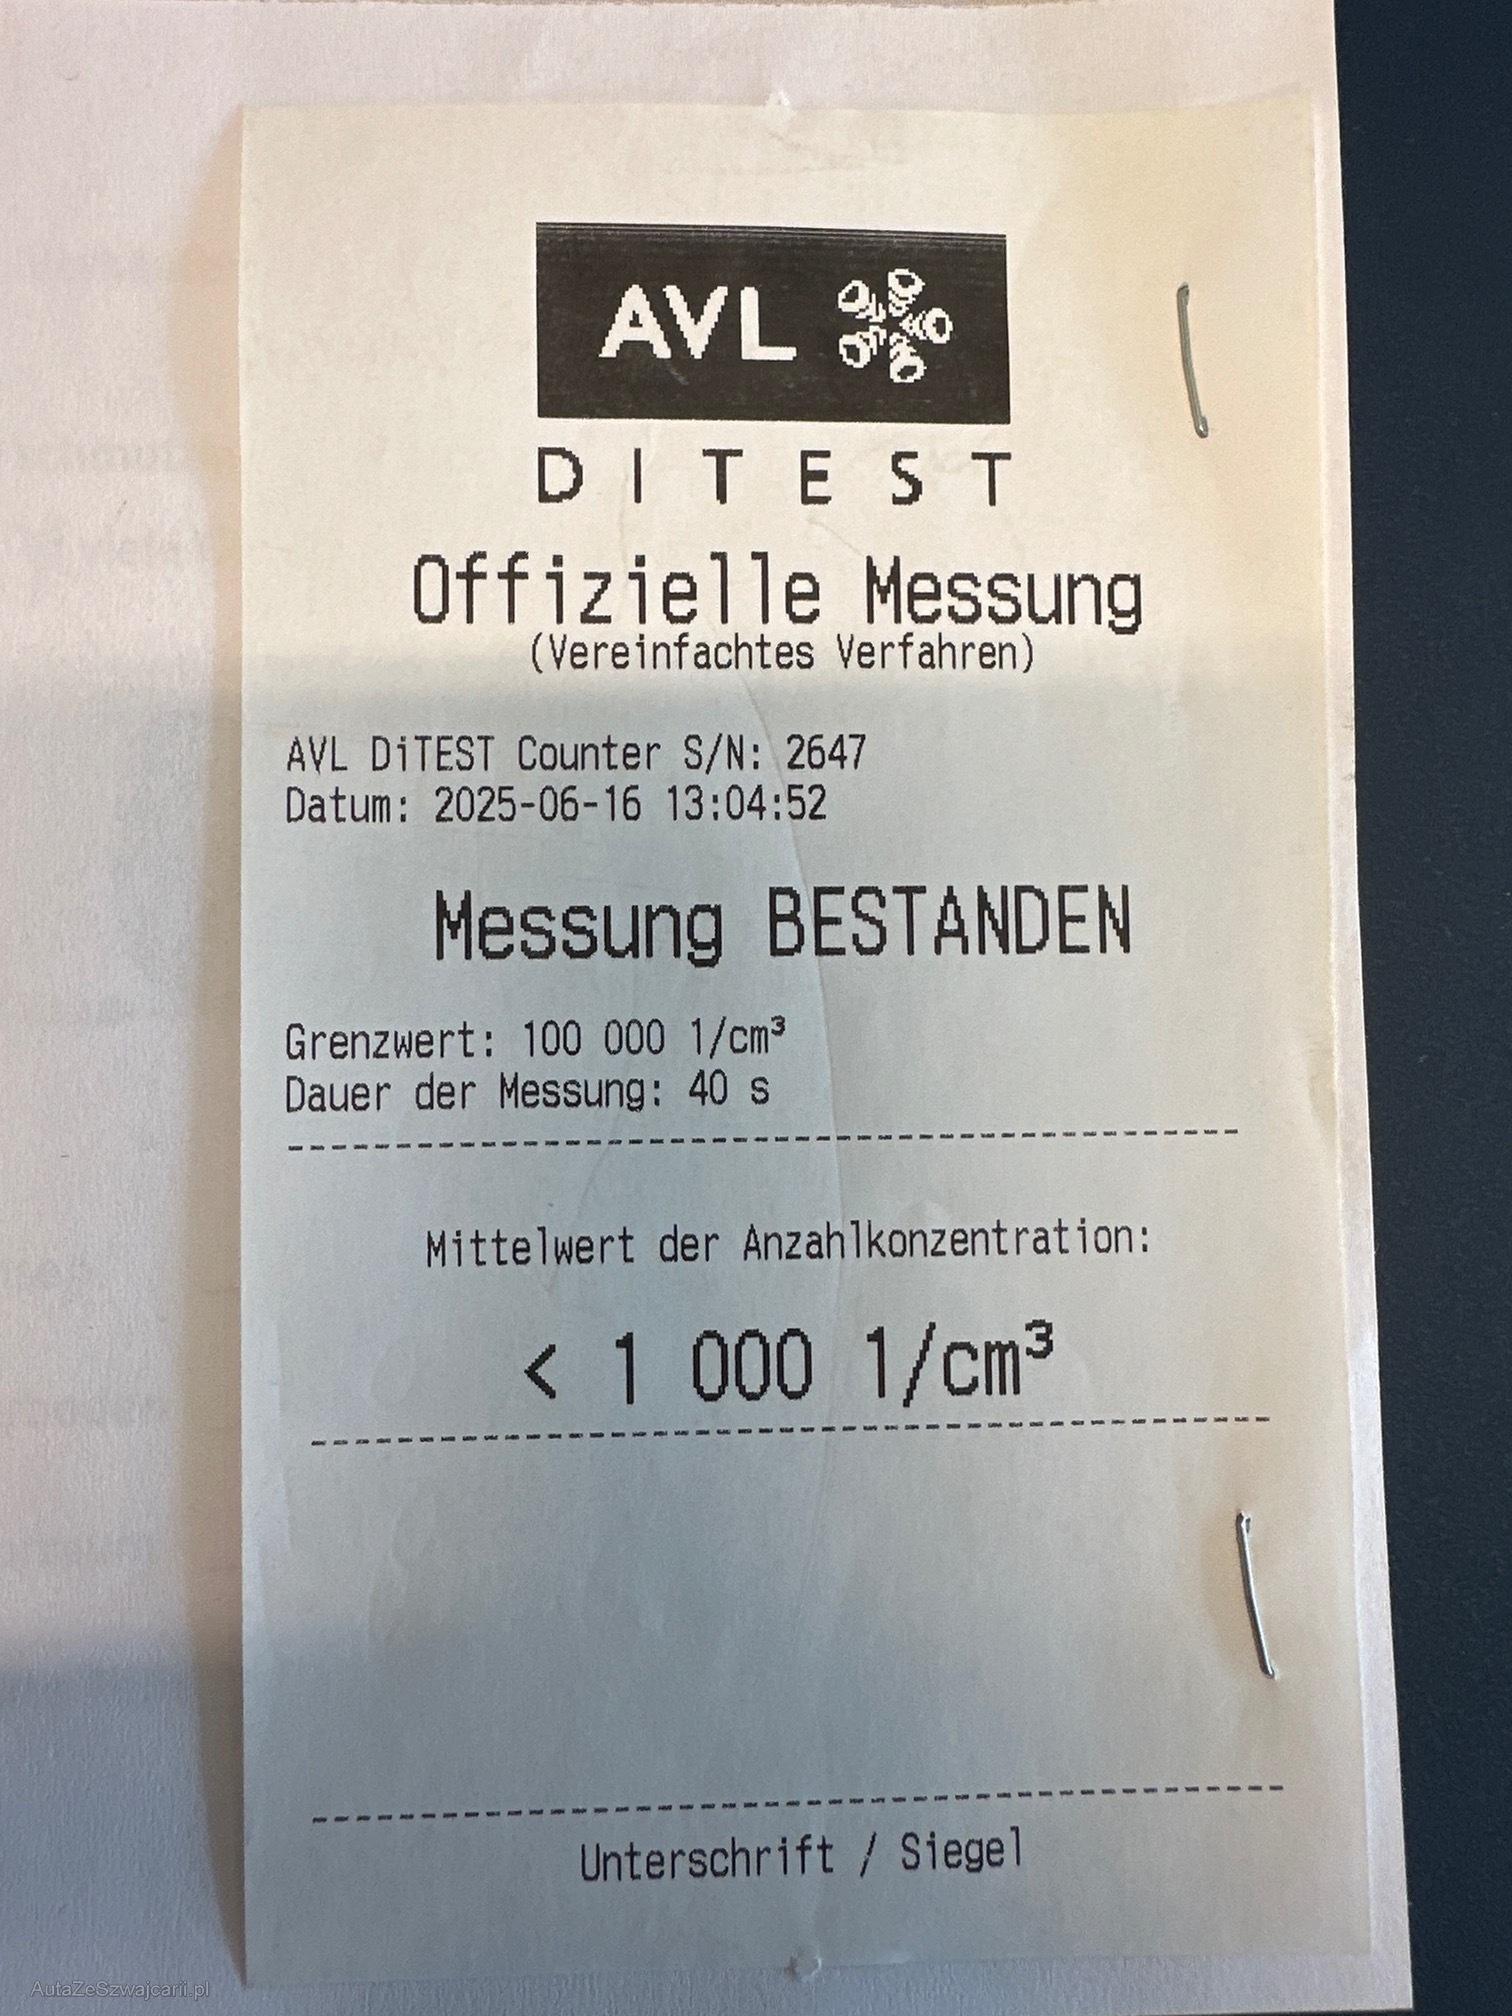 AVL
DITEST
Offizielle Messung
(Vereinfachtes Verfahren)
AVL DiTEST Counter S/N: 2647
Datum: 2025-06-16 13:04:52
Messung BESTANDEN
Grenzwert: 100 000 1/cm³
Dauer der Messung: 40 s
Mittelwert der Anzahlkonzentration:
< 1 000 1/cm³
Unterschrift / Siegel
AutaZeSzwajcarii.pl